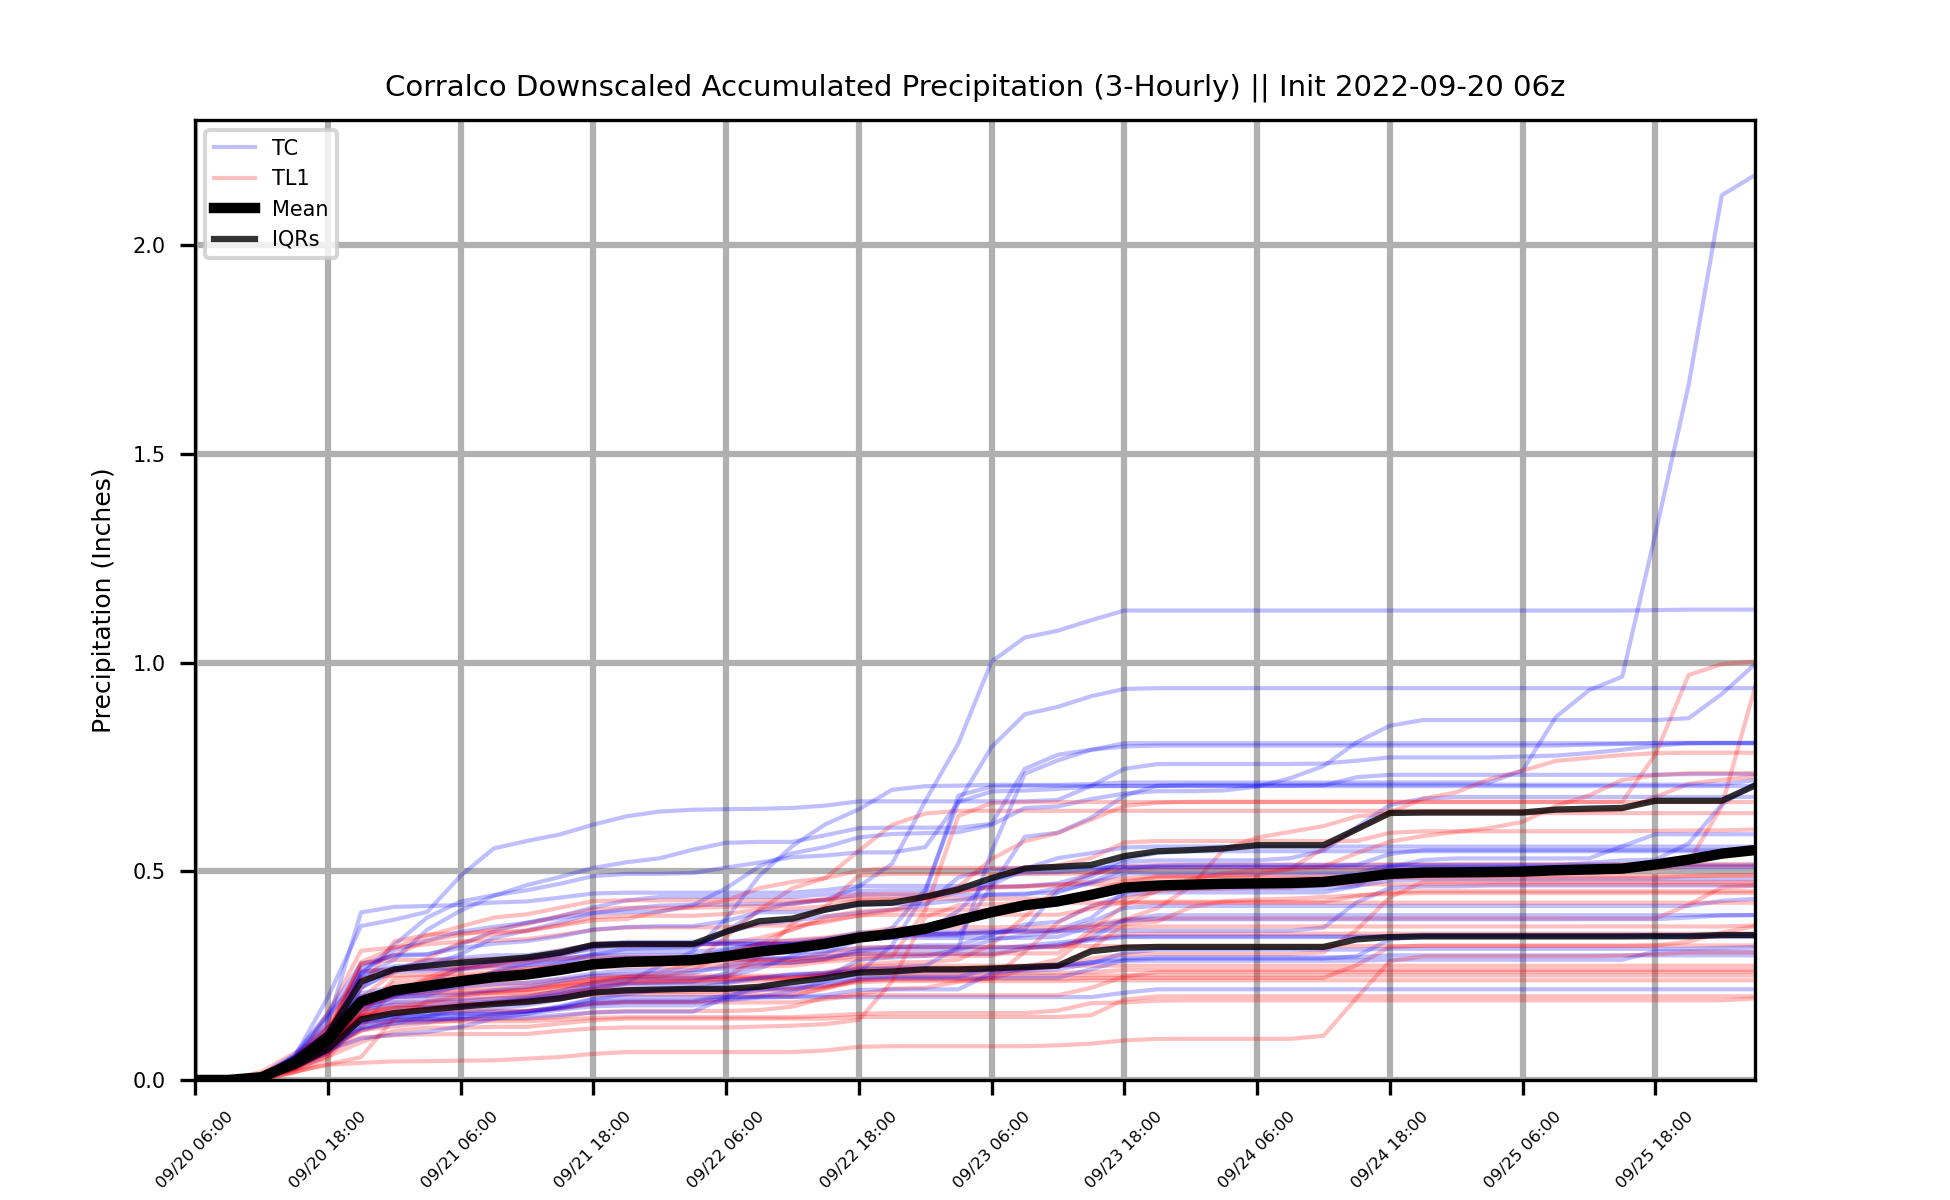 Corralco Downscaled Accumulated Precipitation (3-Hourly) || Init 2022-09-20 06z
TC
TL1
Mean
IQRs
Precipitation (Inches)
2.0
1.5
1.0
0.5
0.0
09/20 06:00
09/20 18:00
09/21 06:00
09/21 18:00
09/22 06:00
09/22 18:00
09/23 06:00
09/23 18:00
09/24 06:00
09/24 18:00
09/25 06:00
09/25 18:00